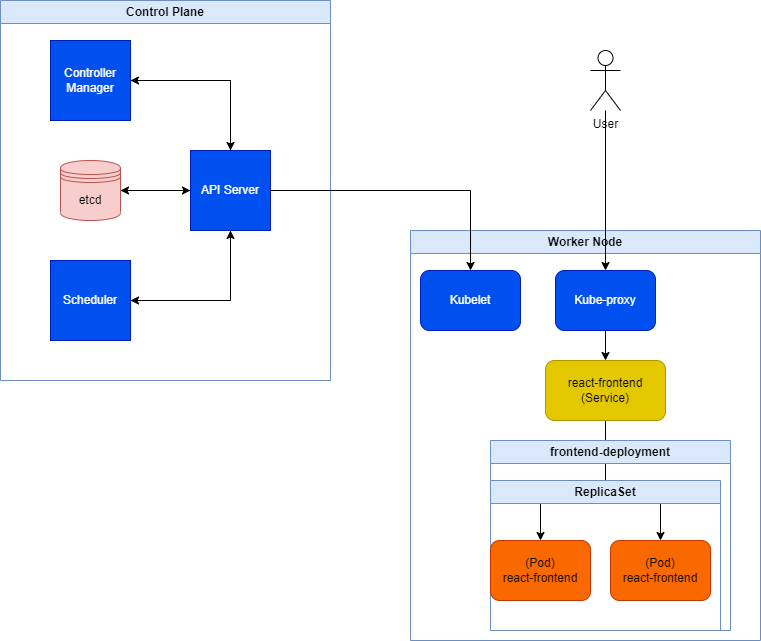 Control Plane
Controller
Manager
etcd
API Server
Scheduler
User
Worker Node
Kubelet
Kube-proxy
react-frontend
(Service)
frontend-deployment
ReplicaSet
(Pod)
react-frontend
(Pod)
react-frontend